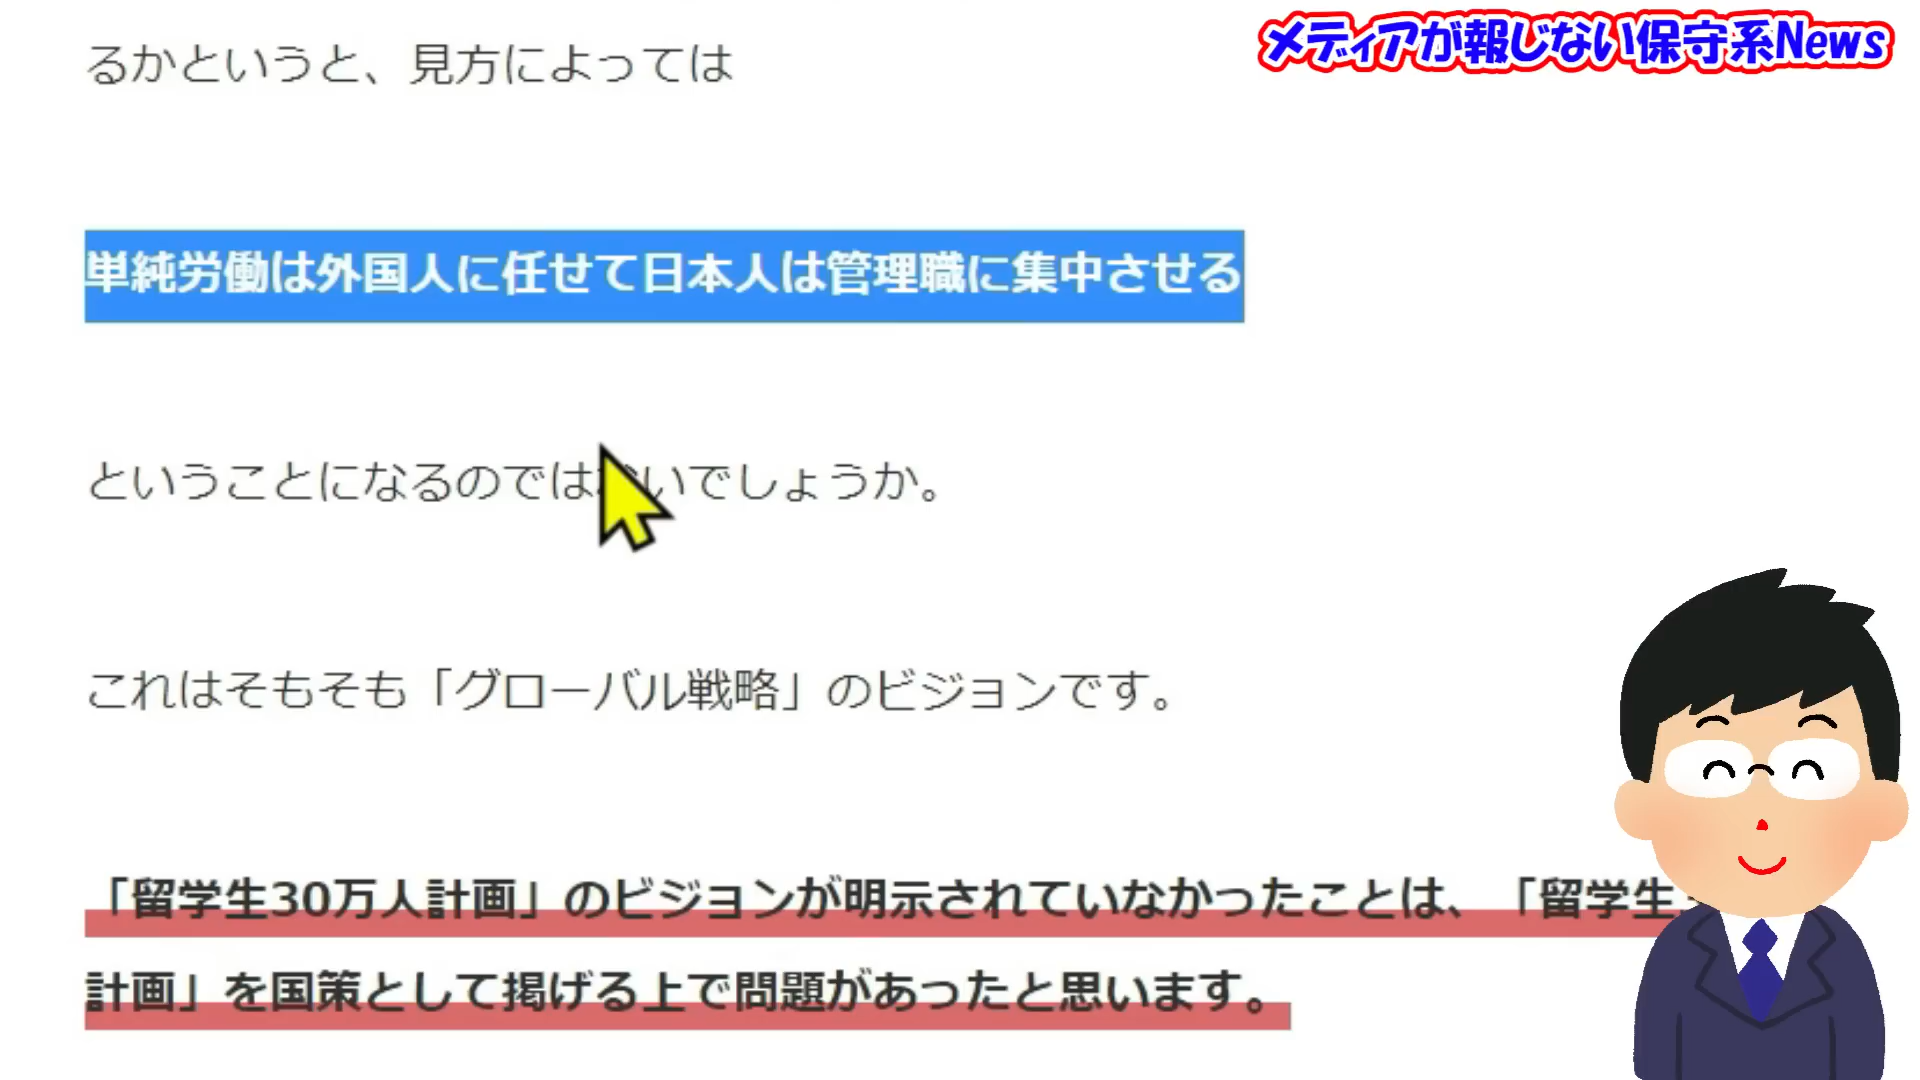 メディアが報じない保守系News
るかというと、見方によっては
単純労働は外国人に任せて日本人は管理職に集中させる
ということになるのではないでしょうか。
これはそもそも「グローバル戦略」のビジョンです。
「留学生30万人計画」のビジョンが明示されていなかったことは、「留学生
計画」を国策として掲げる上で問題があったと思います。